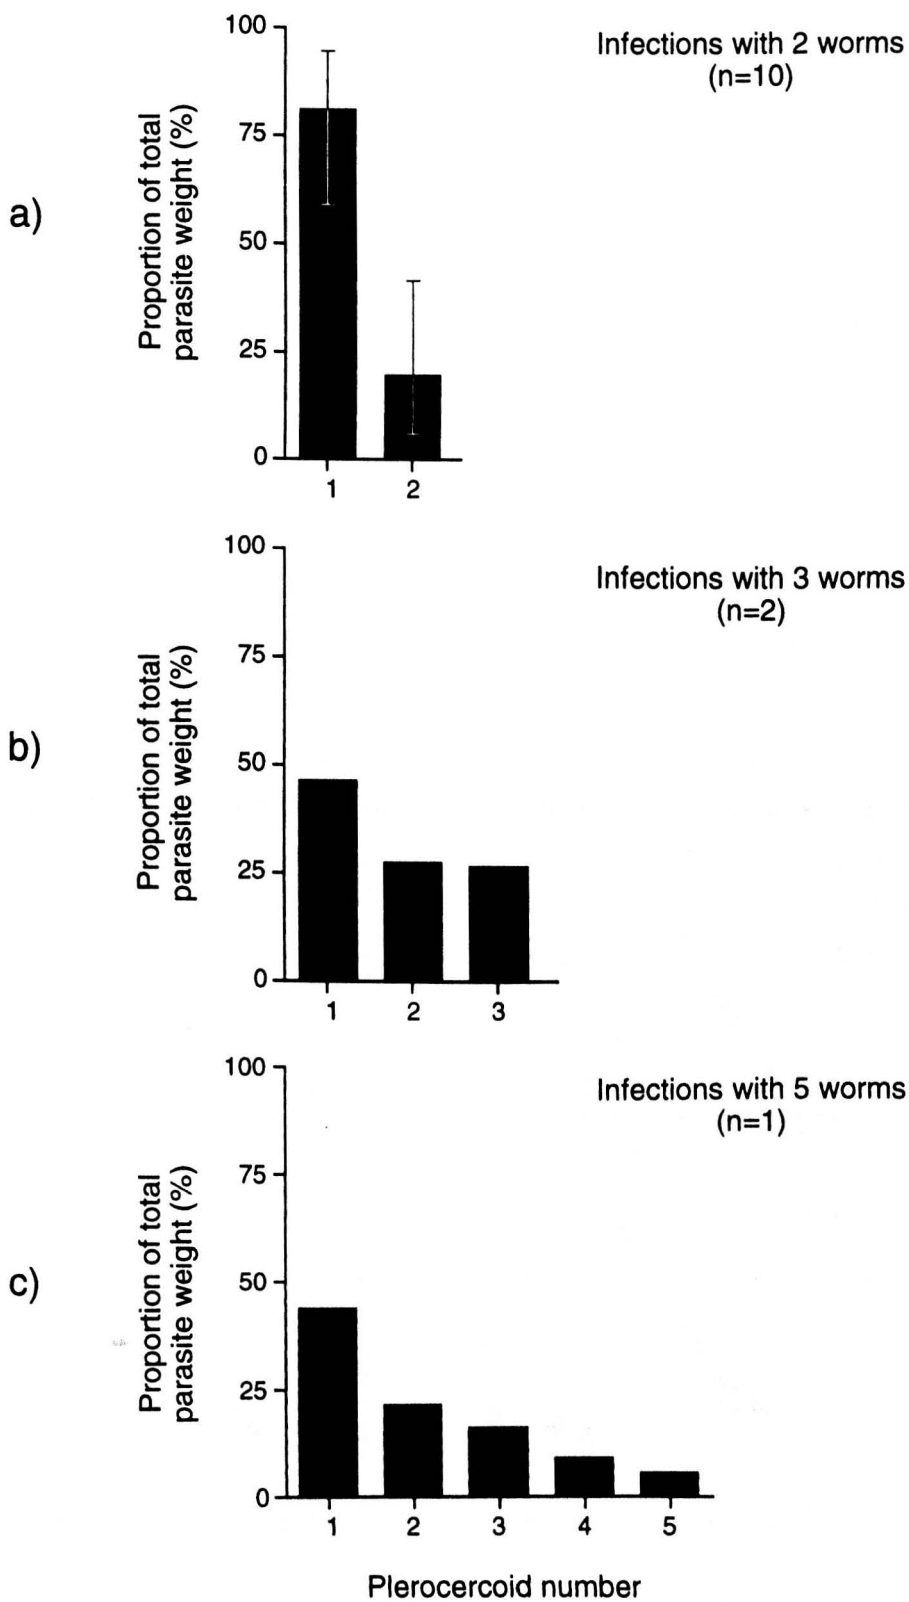 a)
Proportion of total
parasite weight (%)
100
75
50
25
0
1 2
Infections with 2 worms
(n=10)
b)
Proportion of total
parasite weight (%)
100
75
50
25
0
1 2 3
Infections with 3 worms
(n=2)
c)
Proportion of total
parasite weight (%)
100
75
50
25
0
1 2 3 4 5
Infections with 5 worms
(n=1)
Plerocercoid number